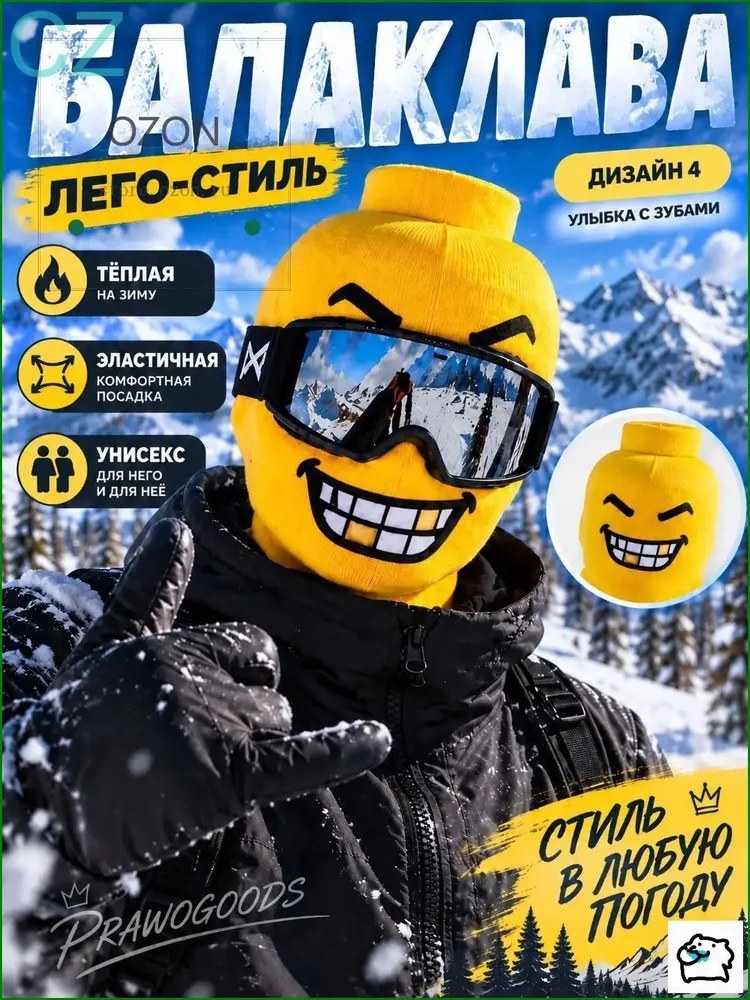 CZ
БАЛАКЛАВА
OZON
ЛЕГО-СТИЛЬ
ДИЗАЙН 4
УЛЫБКА С ЗУБАМИ
ТЁПЛАЯ
НА ЗИМУ
ЭЛАСТИЧНАЯ
КОМФОРТНАЯ
ПОСАДКА
УНИСЕКС
ДЛЯ НЕГО
И ДЛЯ НЕЁ
СТИЛЬ
В ЛЮБУЮ
ПОГОДУ
PRAWOGOODS